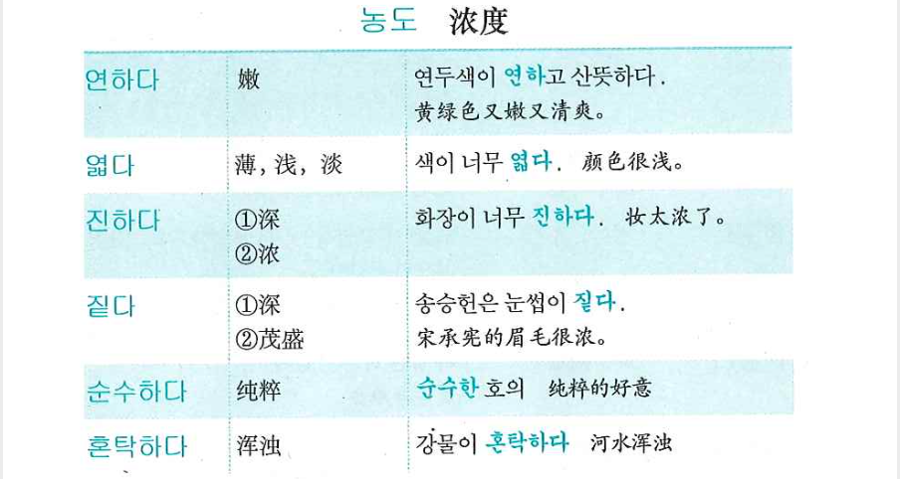 농도 浓度
연하다 嫩 연두색이 연하고 산뜻하다.
黄绿色又嫩又清爽。
엷다 薄, 浅, 淡 색이 너무 엷다. 颜色很浅。
진하다 ①深 화장이 너무 진하다. 妆太浓了。
②浓
짙다 ①深 송승헌은 눈썹이 짙다.
②茂盛 宋承宪的眉毛很浓。
순수하다 纯粹 순수한 호의 纯粹的好意
혼탁하다 浑浊 강물이 혼탁하다 河水浑浊